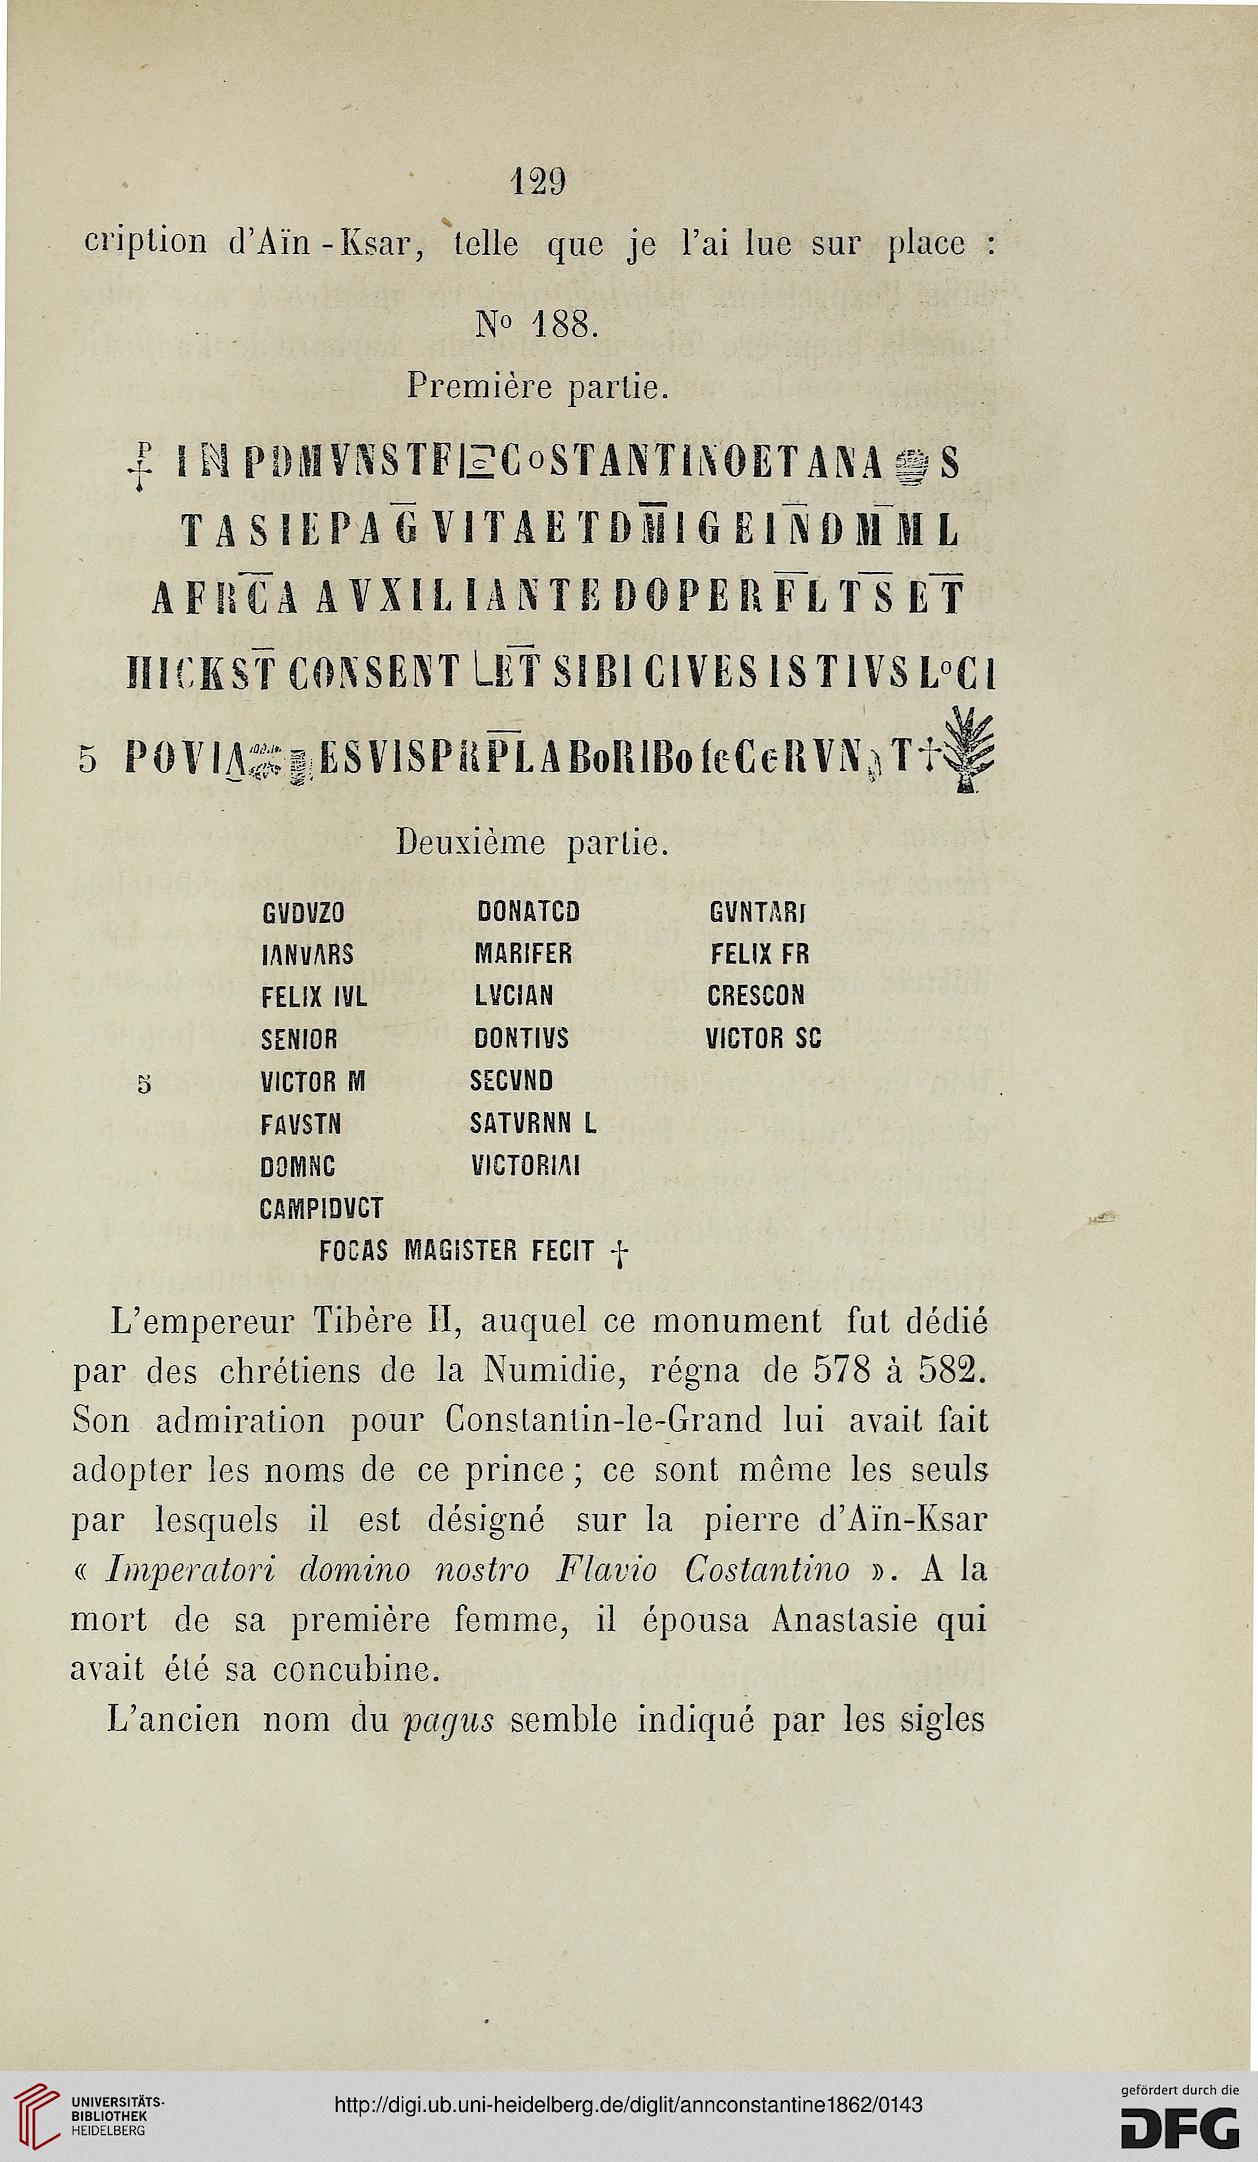 129
cription d'Aïn-Ksar, telle que je l'ai lue sur place :
No 188.
Première partie.
PDMVNSTF CoSTANTINOETANA S
TASIEPAGVITAETDMIGEINDMML
AFRCA AVXILIANTEDOPERFLTSET
HICKST CONSENT LET SIBI CIVES ISTIVS LoCI
5 POVIA ESVISPRPLABoRIBo feCeRVN T
Deuxième partie.
GVDVZO DONATCD GVNTARI
IANVARS MARIFER FELIX FR
FELIX IVL LVCIAN CRESCON
SENIOR DONTIVS VICTOR SC
5 VICTOR M SECVND
FAVSTN SATVRNN L
DOMNC VICTORIAI
CAMPIDVCT
FOCAS MAGISTER FECIT †
L'empereur Tibère II, auquel ce monument fut dédié
par des chrétiens de la Numidie, régna de 578 à 582.
Son admiration pour Constantin-le-Grand lui avait fait
adopter les noms de ce prince ; ce sont même les seuls
par lesquels il est désigné sur la pierre d'Aïn-Ksar
« Imperatori domino nostro Flavio Costantino ». A la
mort de sa première femme, il épousa Anastasie qui
avait été sa concubine.
L'ancien nom du pagus semble indiqué par les sigles
UNIVERSITÄTS-
BIBLIOTHEK
HEIDELBERG
http://digi.ub.uni-heidelberg.de/diglit/annconstantine1862/0143
gefördert durch die
DFG